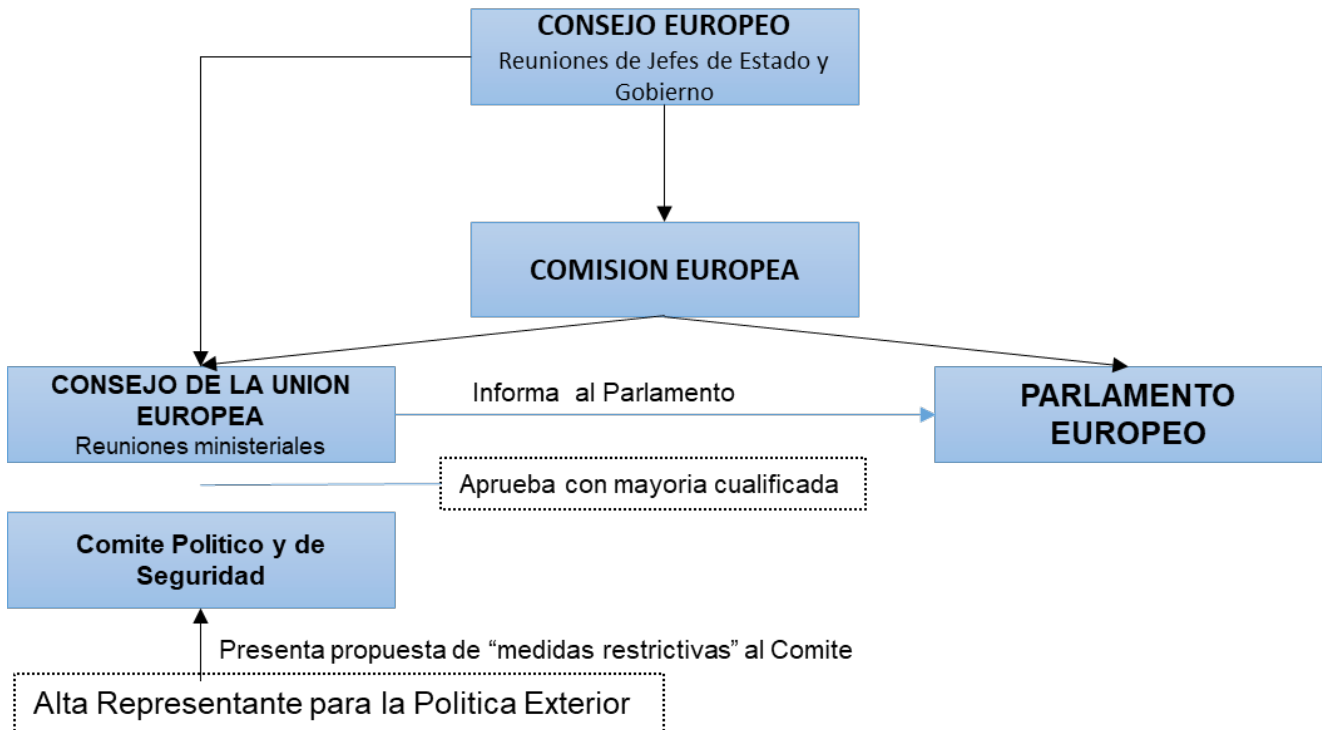 CONSEJO EUROPEO
Reuniones de Jefes de Estado y
Gobierno
COMISION EUROPEA
CONSEJO DE LA UNION
EUROPEA
Reuniones ministeriales
Informa al Parlamento
PARLAMENTO
EUROPEO
Aprueba con mayoria cualificada
Comite Politico y de
Seguridad
Presenta propuesta de “medidas restrictivas” al Comite
Alta Representante para la Politica Exterior